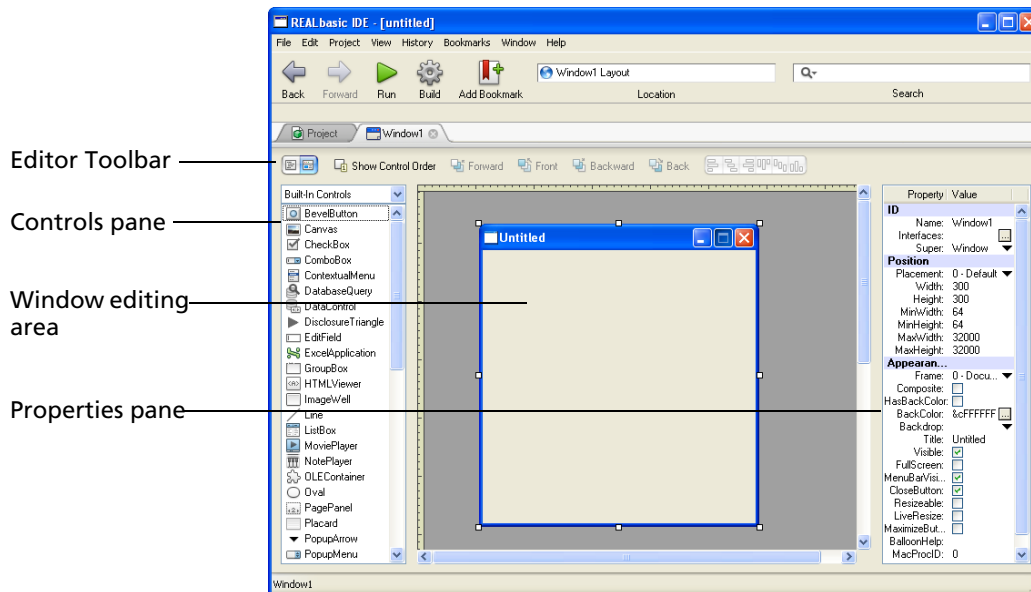 REALbasic IDE - [untitled]
File Edit Project View History Bookmarks Window Help
Window1 Layout
Back Forward Run Build Add Bookmark Location Search
Project Window1
Editor Toolbar
Show Control Order Forward Front Backward Back
Controls pane
Window editing
area
Properties pane
Built-In Controls
BevelButton
Canvas
CheckBox
ComboBox
ContextualMenu
DatabaseQuery
DataControl
DisclosureTriangle
EditField
ExcelApplication
GroupBox
HTMLViewer
ImageWell
Line
ListBox
MoviePlayer
NotePlayer
OLEContainer
Oval
PagePanel
Placard
PopupArrow
PopupMenu
Untitled
Property Value
ID
Name: Window1
Interfaces: ...
Super: Window
Position
Placement: 0 - Default
Width: 300
Height: 300
MinWidth: 64
MinHeight: 64
MaxWidth: 32000
MaxHeight: 32000
Appearan...
Frame: 0 - Docu...
Composite:
HasBackColor:
BackColor: &cFFFFFF ...
Backdrop:
Title: Untitled
Visible:
FullScreen:
MenuBarVisi...
CloseButton:
Resizeable:
LiveResize:
MaximizeBut...
BalloonHelp:
MacProcID: 0
Window1